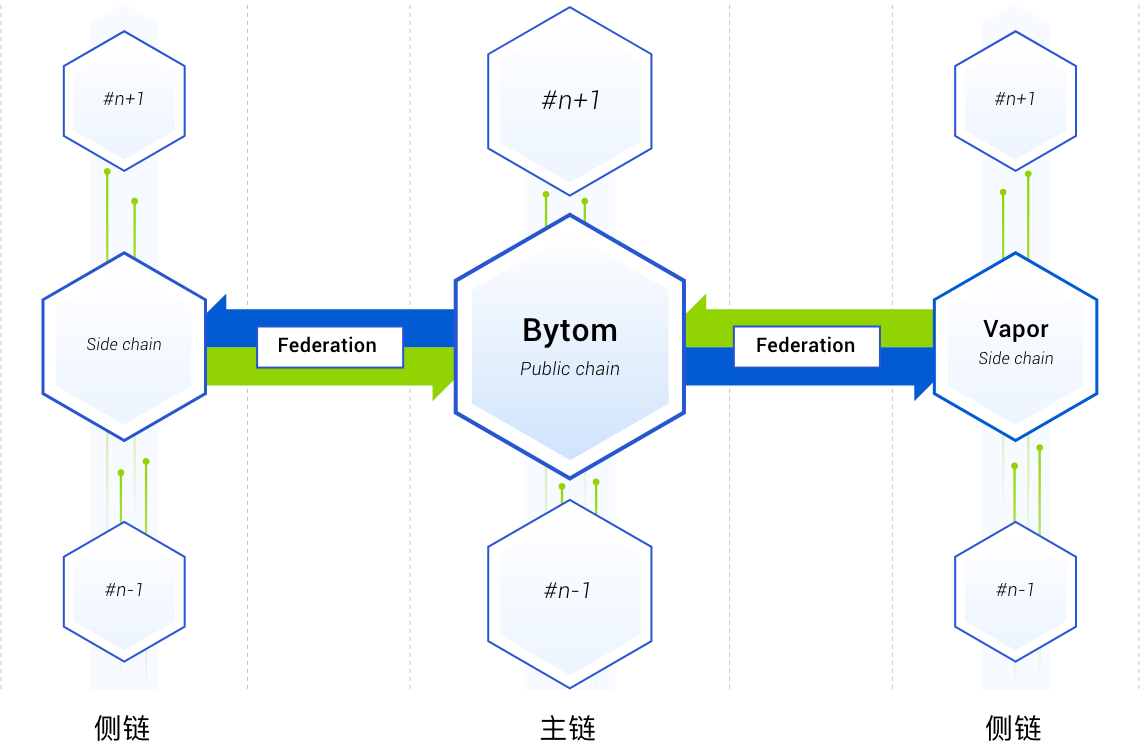 #n+1
#n+1
#n+1
Side chain
Federation
Bytom
Public chain
Federation
Vapor
Side chain
#n-1
#n-1
#n-1
侧链
主链
侧链